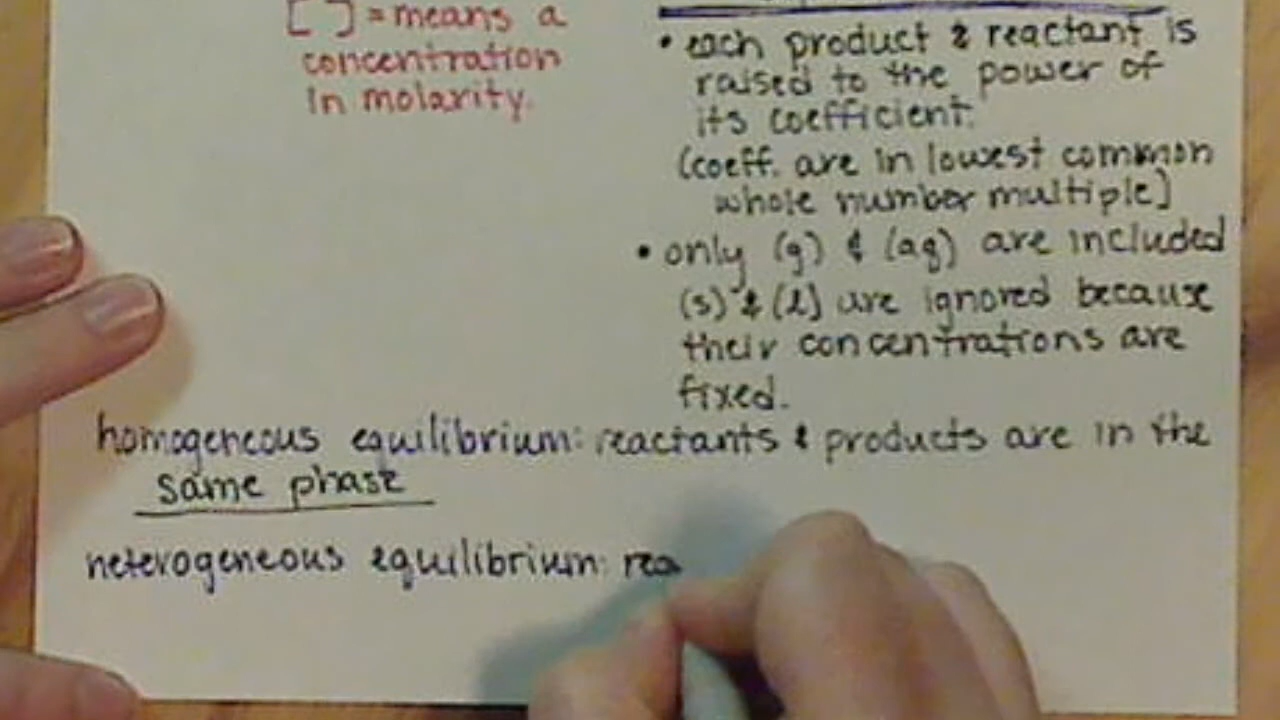 [ ] = means a
concentration
in molarity.
• each product & reactant is
raised to the power of
its coefficient.
(coeff. are in lowest common
whole number multiple)
• only (g) & (aq) are included
(s) & (l) are ignored because
their concentrations are
fixed.
homogeneous equilibrium: reactants & products are in the
same phase
heterogeneous equilibrium: rea